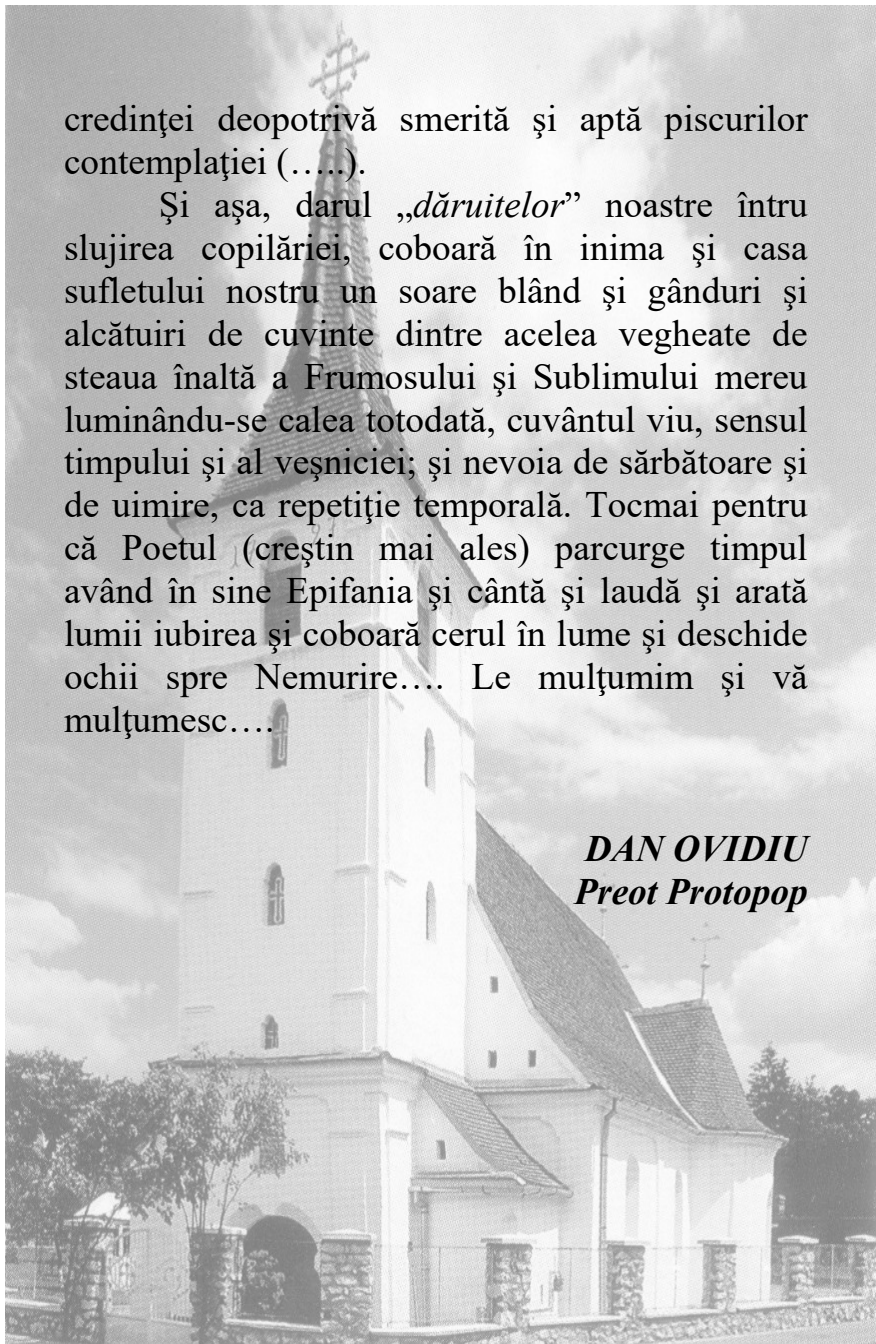 credinţei deopotrivă smerită şi aptă piscurilor
contemplaţiei (…..).
Şi aşa, darul „dăruitelor” noastre întru
slujirea copilăriei, coboară în inima şi casa
sufletului nostru un soare blând şi gânduri şi
alcătuiri de cuvinte dintre acelea vegheate de
steaua înaltă a Frumosului şi Sublimului mereu
luminându-se calea totodată, cuvântul viu, sensul
timpului şi al veşniciei; şi nevoia de sărbătoare şi
de uimire, ca repetiţie temporală. Tocmai pentru
că Poetul (creştin mai ales) parcurge timpul
având în sine Epifania şi cântă şi laudă şi arată
lumii iubirea şi coboară cerul în lume şi deschide
ochii spre Nemurire…. Le mulţumim şi vă
mulţumesc….
DAN OVIDIU
Preot Protopop